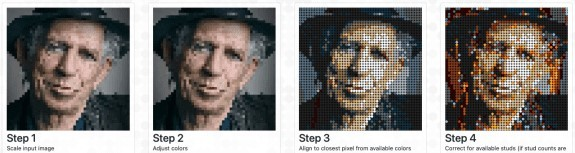 Step 1
Scale input image
Step 2
Adjust colors
Step 3
Align to closest pixel from available colors
Step 4
Correct for available studs (if stud counts are